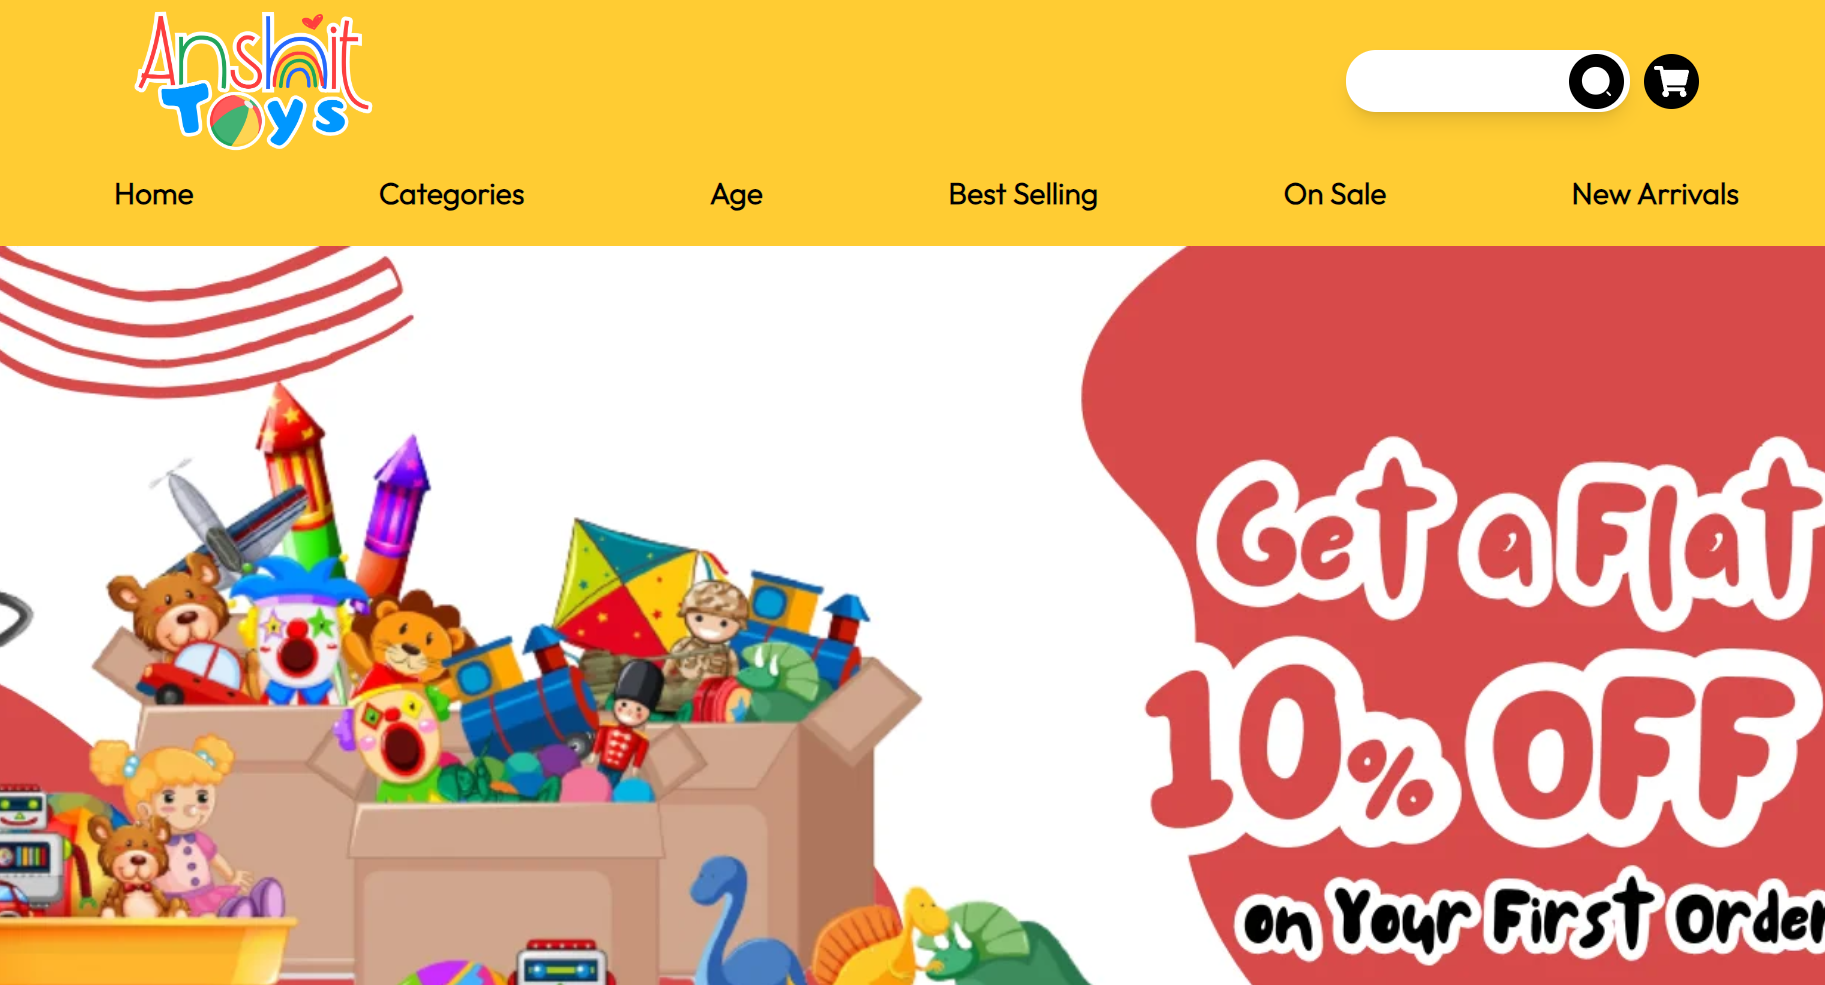 Anshit
Toys
Home
Categories
Age
Best Selling
On Sale
New Arrivals
Get a Flat
10% OFF
on Your First Order